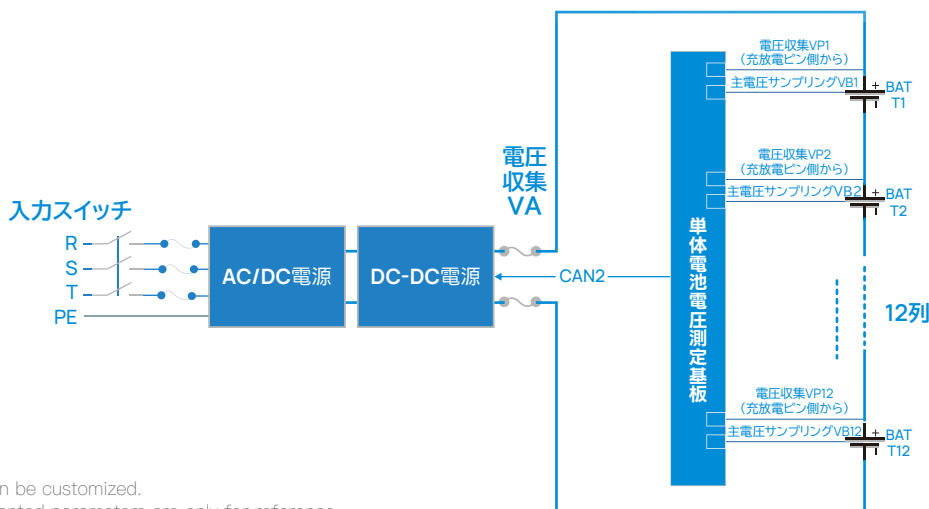 電圧収集VP1
(充放電ピン側から)
主電圧サンプリングVB1
+ BAT
T1
電圧
収集
VA
電圧収集VP2
(充放電ピン側から)
主電圧サンプリングVB2
+ BAT
T2
入力スイッチ
R
S
T
PE
AC/DC電源
DC-DC電源
CAN2
単体電池電圧測定基板
12列
電圧収集VP12
(充放電ピン側から)
主電圧サンプリングVB12
+ BAT
T12
n be customized.